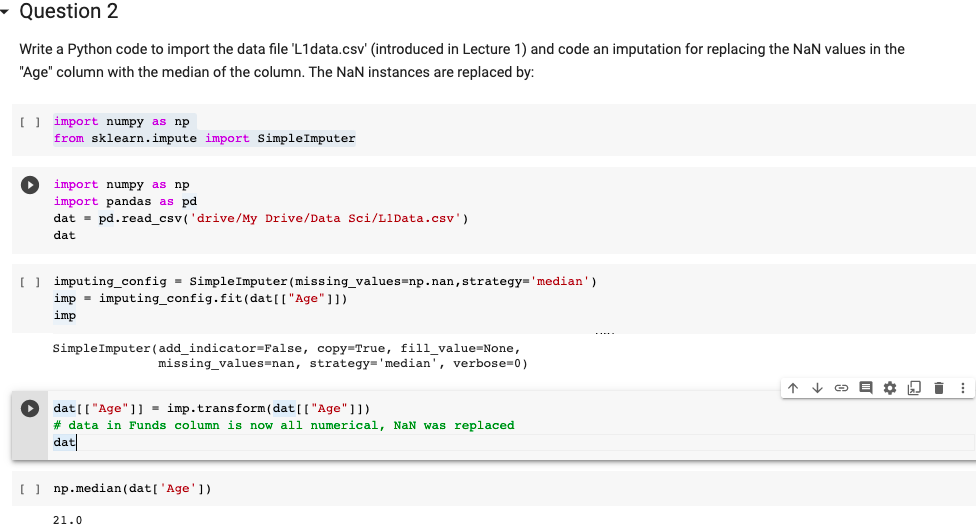 Question 2
Write a Python code to import the data file 'L1data.csv' (introduced in Lecture 1) and code an imputation for replacing the NaN values in the
"Age" column with the median of the column. The NaN instances are replaced by:
[ ] import numpy as np
from sklearn.impute import SimpleImputer
import numpy as np
import pandas as pd
dat = pd.read_csv('drive/My Drive/Data Sci/L1Data.csv')
dat
[ ] imputing_config = SimpleImputer(missing_values=np.nan,strategy='median')
imp = imputing_config.fit(dat[["Age"]])
imp
SimpleImputer(add_indicator=False, copy=True, fill_value=None,
missing_values=nan, strategy='median', verbose=0)
dat[["Age"]] = imp.transform(dat[["Age"]])
# data in Funds column is now all numerical, NaN was replaced
dat
[ ] np.median(dat['Age'])
21.0